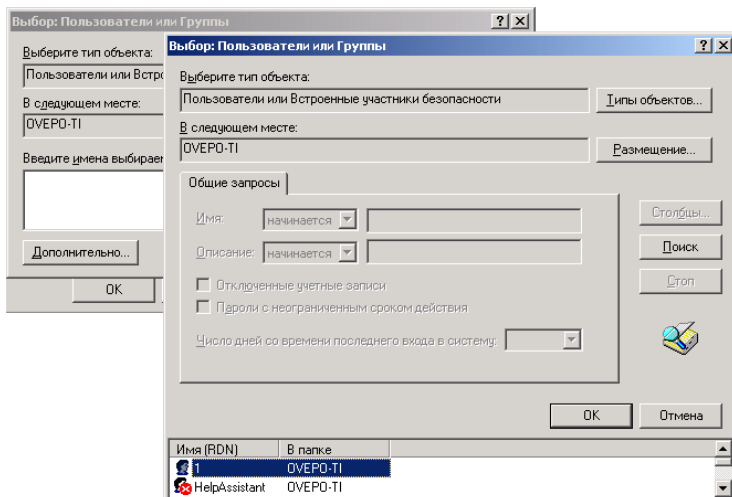 Выбор: Пользователи или Группы
Выберите тип объекта:
Пользователи или Встро
В следующем месте:
OVEPO-TI
Введите имена выбирае
Дополнительно...
OK
Выбор: Пользователи или Группы
Выберите тип объекта:
Пользователи или Встроенные участники безопасности
Типы объектов...
В следующем месте:
OVEPO-TI
Размещение...
Общие запросы
Имя:
начинается
Столбцы...
Описание:
начинается
Поиск
Отключенные учетные записи
Стоп
Пароли с неограниченным сроком действия
Число дней со времени последнего входа в систему:
OK
Отмена
Имя (RDN)
В папке
1
OVEPO-TI
HelpAssistant
OVEPO-TI